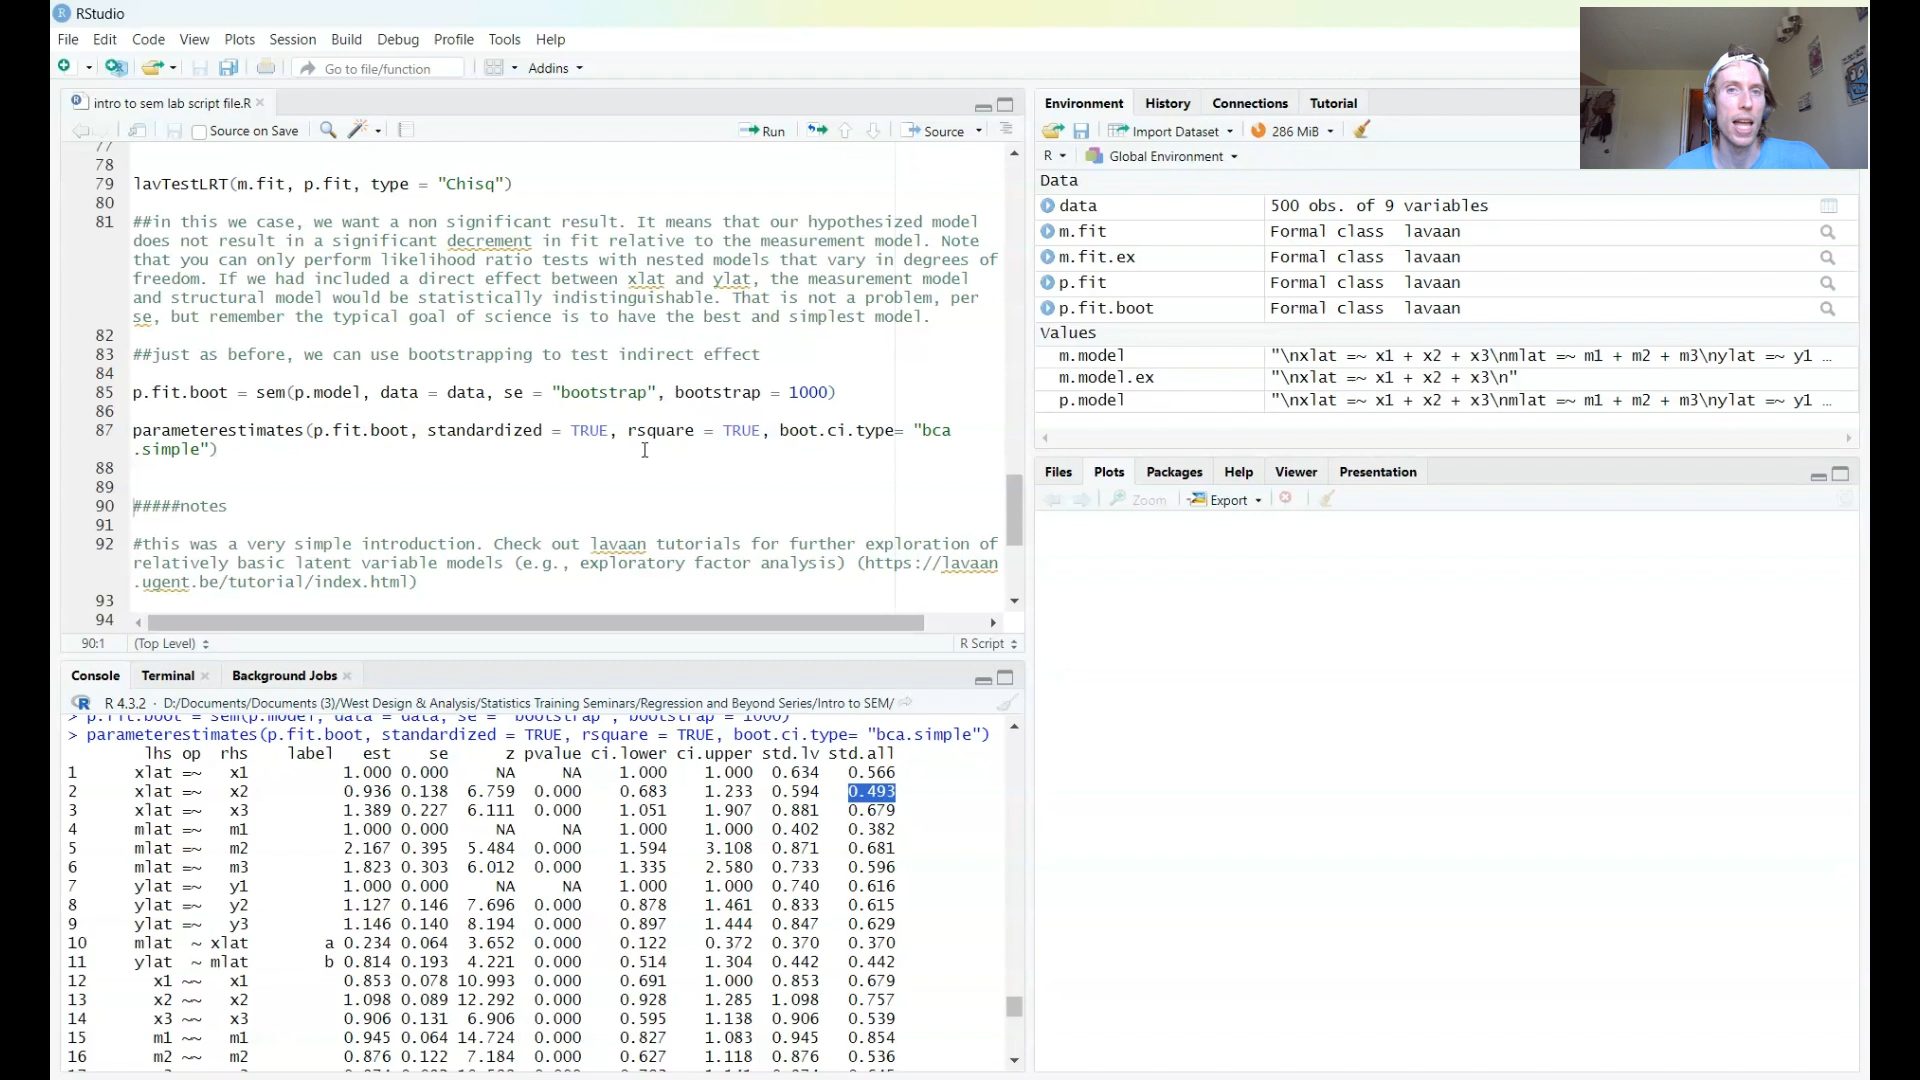 RStudio
File Edit Code View Plots Session Build Debug Profile Tools Help
Go to file/function Addins
intro to sem lab script file.R
Source on Save Run Source
77
78
79 lavTestLRT(m.fit, p.fit, type = "Chisq")
80
81 ##in this we case, we want a non significant result. It means that our hypothesized model
does not result in a significant decrement in fit relative to the measurement model. Note
that you can only perform likelihood ratio tests with nested models that vary in degrees of
freedom. If we had included a direct effect between xlat and ylat, the measurement model
and structural model would be statistically indistinguishable. That is not a problem, per
se, but remember the typical goal of science is to have the best and simplest model.
82
83 ##just as before, we can use bootstrapping to test indirect effect
84
85 p.fit.boot = sem(p.model, data = data, se = "bootstrap", bootstrap = 1000)
86
87 parameterestimates(p.fit.boot, standardized = TRUE, rsquare = TRUE, boot.ci.type= "bca
.simple")
88
89
90 #####notes
91
92 #this was a very simple introduction. Check out lavaan tutorials for further exploration of
relatively basic latent variable models (e.g., exploratory factor analysis) (https://lavaan
.ugent.be/tutorial/index.html)
93
94
90:1 (Top Level) R Script
Console Terminal Background Jobs
R 4.3.2 · D:/Documents/Documents (3)/West Design & Analysis/Statistics Training Seminars/Regression and Beyond Series/Intro to SEM/
> p.fit.boot = sem(p.model, data = data, se = "bootstrap", bootstrap = 1000)
> parameterestimates(p.fit.boot, standardized = TRUE, rsquare = TRUE, boot.ci.type= "bca.simple")
lhs op rhs label est se z pvalue ci.lower ci.upper std.lv std.all
1 xlat =~ x1 1.000 0.000 NA NA 1.000 1.000 0.634 0.566
2 xlat =~ x2 0.936 0.138 6.759 0.000 0.683 1.233 0.594 0.493
3 xlat =~ x3 1.389 0.227 6.111 0.000 1.051 1.907 0.881 0.679
4 mlat =~ m1 1.000 0.000 NA NA 1.000 1.000 0.402 0.382
5 mlat =~ m2 2.167 0.395 5.484 0.000 1.594 3.108 0.871 0.681
6 mlat =~ m3 1.823 0.303 6.012 0.000 1.335 2.580 0.733 0.596
7 ylat =~ y1 1.000 0.000 NA NA 1.000 1.000 0.740 0.616
8 ylat =~ y2 1.127 0.146 7.696 0.000 0.878 1.461 0.833 0.615
9 ylat =~ y3 1.146 0.140 8.194 0.000 0.897 1.444 0.847 0.629
10 mlat ~ xlat a 0.234 0.064 3.652 0.000 0.122 0.372 0.370 0.370
11 ylat ~ mlat b 0.814 0.193 4.221 0.000 0.514 1.304 0.442 0.442
12 x1 ~~ x1 0.853 0.078 10.993 0.000 0.691 1.000 0.853 0.679
13 x2 ~~ x2 1.098 0.089 12.292 0.000 0.928 1.285 1.098 0.757
14 x3 ~~ x3 0.906 0.131 6.906 0.000 0.595 1.138 0.906 0.539
15 m1 ~~ m1 0.945 0.064 14.724 0.000 0.827 1.083 0.945 0.854
16 m2 ~~ m2 0.876 0.122 7.184 0.000 0.627 1.118 0.876 0.536
Environment History Connections Tutorial
Import Dataset 286 MiB
R Global Environment
Data
data 500 obs. of 9 variables
m.fit Formal class lavaan
m.fit.ex Formal class lavaan
p.fit Formal class lavaan
p.fit.boot Formal class lavaan
Values
m.model "\nxlat =~ x1 + x2 + x3\nmlat =~ m1 + m2 + m3\nylat =~ y1 …
m.model.ex "\nxlat =~ x1 + x2 + x3\n"
p.model "\nxlat =~ x1 + x2 + x3\nmlat =~ m1 + m2 + m3\nylat =~ y1 …
Files Plots Packages Help Viewer Presentation
Zoom Export